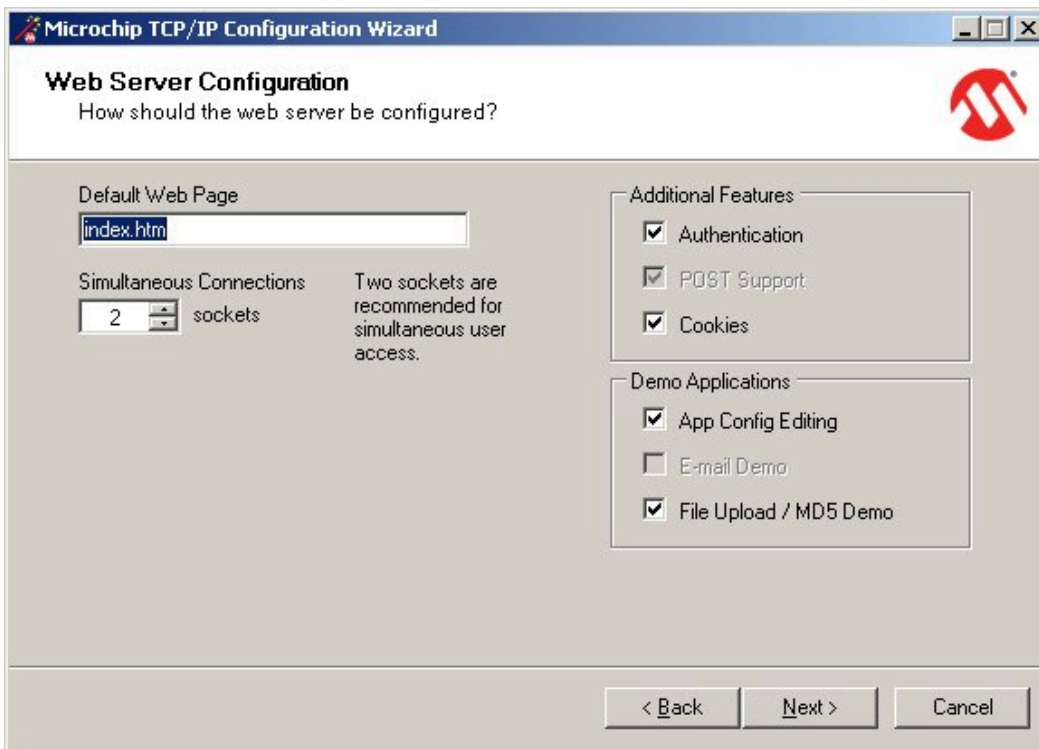 Microchip TCP/IP Configuration Wizard
Web Server Configuration
How should the web server be configured?
Default Web Page
index.htm
Simultaneous Connections
2 sockets
Two sockets are
recommended for
simultaneous user
access.
Additional Features
Authentication
POST Support
Cookies
Demo Applications
App Config Editing
E-mail Demo
File Upload / MD5 Demo
< Back
Next >
Cancel